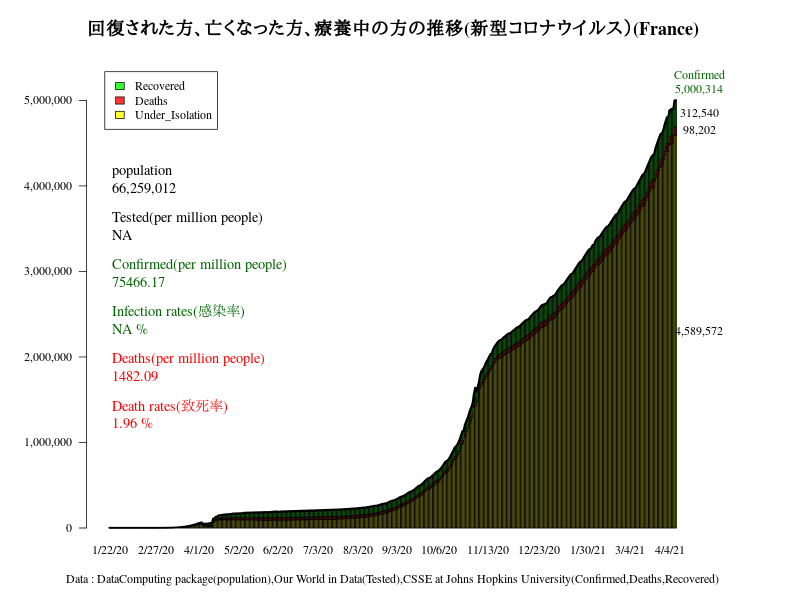 回復された方、亡くなった方、療養中の方の推移(新型コロナウイルス）(France)
Confirmed
5,000,314
312,540
98,202
4,589,572
Recovered
Deaths
Under_Isolation
population
66,259,012
Tested(per million people)
NA
Confirmed(per million people)
75466.17
Infection rates(感染率)
NA %
Deaths(per million people)
1482.09
Death rates(致死率)
1.96 %
5,000,000
4,000,000
3,000,000
2,000,000
1,000,000
0
1/22/20 2/27/20 4/1/20 5/2/20 6/2/20 7/3/20 8/3/20 9/3/20 10/6/20 11/13/20 12/23/20 1/30/21 3/4/21 4/4/21
Data : DataComputing package(population),Our World in Data(Tested),CSSE at Johns Hopkins University(Confirmed,Deaths,Recovered)